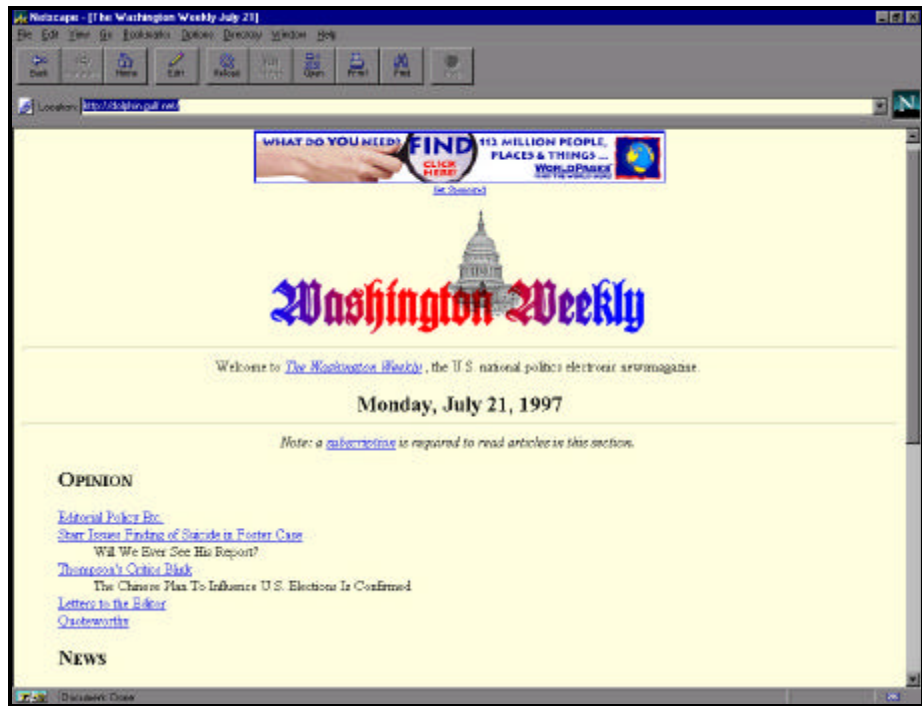 Netscape - [The Washington Weekly July 21]
File Edit View Go Bookmarks Options Directory Window Help
Back Home Edit Reload Open Print Find
Location: http://dolphin.gulf.net/
WHAT DO YOU NEED? FIND 112 MILLION PEOPLE,
CLICK HERE! PLACES & THINGS ...
WORLDPAGES
Get Sponsored
Washington Weekly
Welcome to The Washington Weekly, the U.S. national politics electronic newsmagazine.
Monday, July 21, 1997
Note: a subscription is required to read articles in this section.
OPINION
Editorial Policy Etc.
Starr Issues Finding of Suicide in Foster Case
Will We Ever See His Report?
Thompson's Critics Blink
The Chinese Plan To Influence U.S. Elections Is Confirmed
Letters to the Editor
Quoteworthy
NEWS
Document: Done